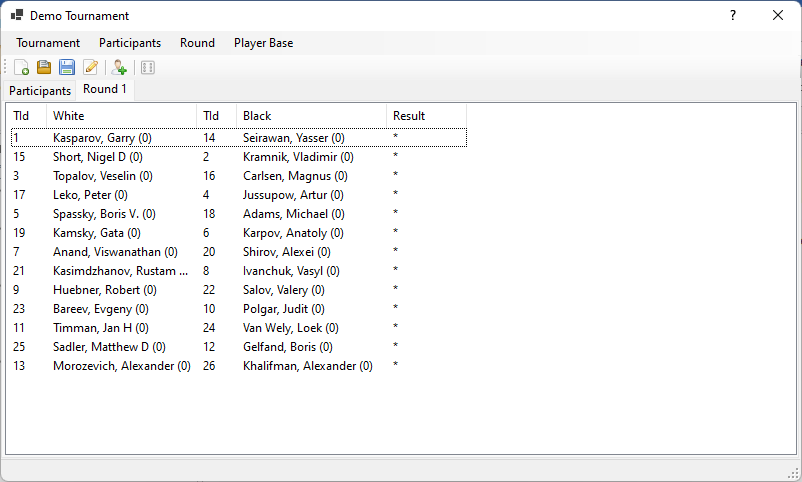 Demo Tournament ?
Tournament Participants Round Player Base
Participants Round 1
TId White TId Black Result
1 Kasparov, Garry (0) 14 Seirawan, Yasser (0) *
15 Short, Nigel D (0) 2 Kramnik, Vladimir (0) *
3 Topalov, Veselin (0) 16 Carlsen, Magnus (0) *
17 Leko, Peter (0) 4 Jussupow, Artur (0) *
5 Spassky, Boris V. (0) 18 Adams, Michael (0) *
19 Kamsky, Gata (0) 6 Karpov, Anatoly (0) *
7 Anand, Viswanathan (0) 20 Shirov, Alexei (0) *
21 Kasimdzhanov, Rustam ... 8 Ivanchuk, Vasyl (0) *
9 Huebner, Robert (0) 22 Salov, Valery (0) *
23 Bareev, Evgeny (0) 10 Polgar, Judit (0) *
11 Timman, Jan H (0) 24 Van Wely, Loek (0) *
25 Sadler, Matthew D (0) 12 Gelfand, Boris (0) *
13 Morozevich, Alexander (0) 26 Khalifman, Alexander (0) *